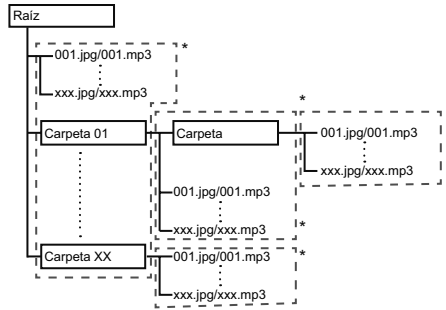 Raíz
001.jpg/001.mp3
*
xxx.jpg/xxx.mp3
*
*
Carpeta 01
Carpeta
001.jpg/001.mp3
xxx.jpg/xxx.mp3
001.jpg/001.mp3
xxx.jpg/xxx.mp3
*
Carpeta XX
001.jpg/001.mp3
*
xxx.jpg/xxx.mp3